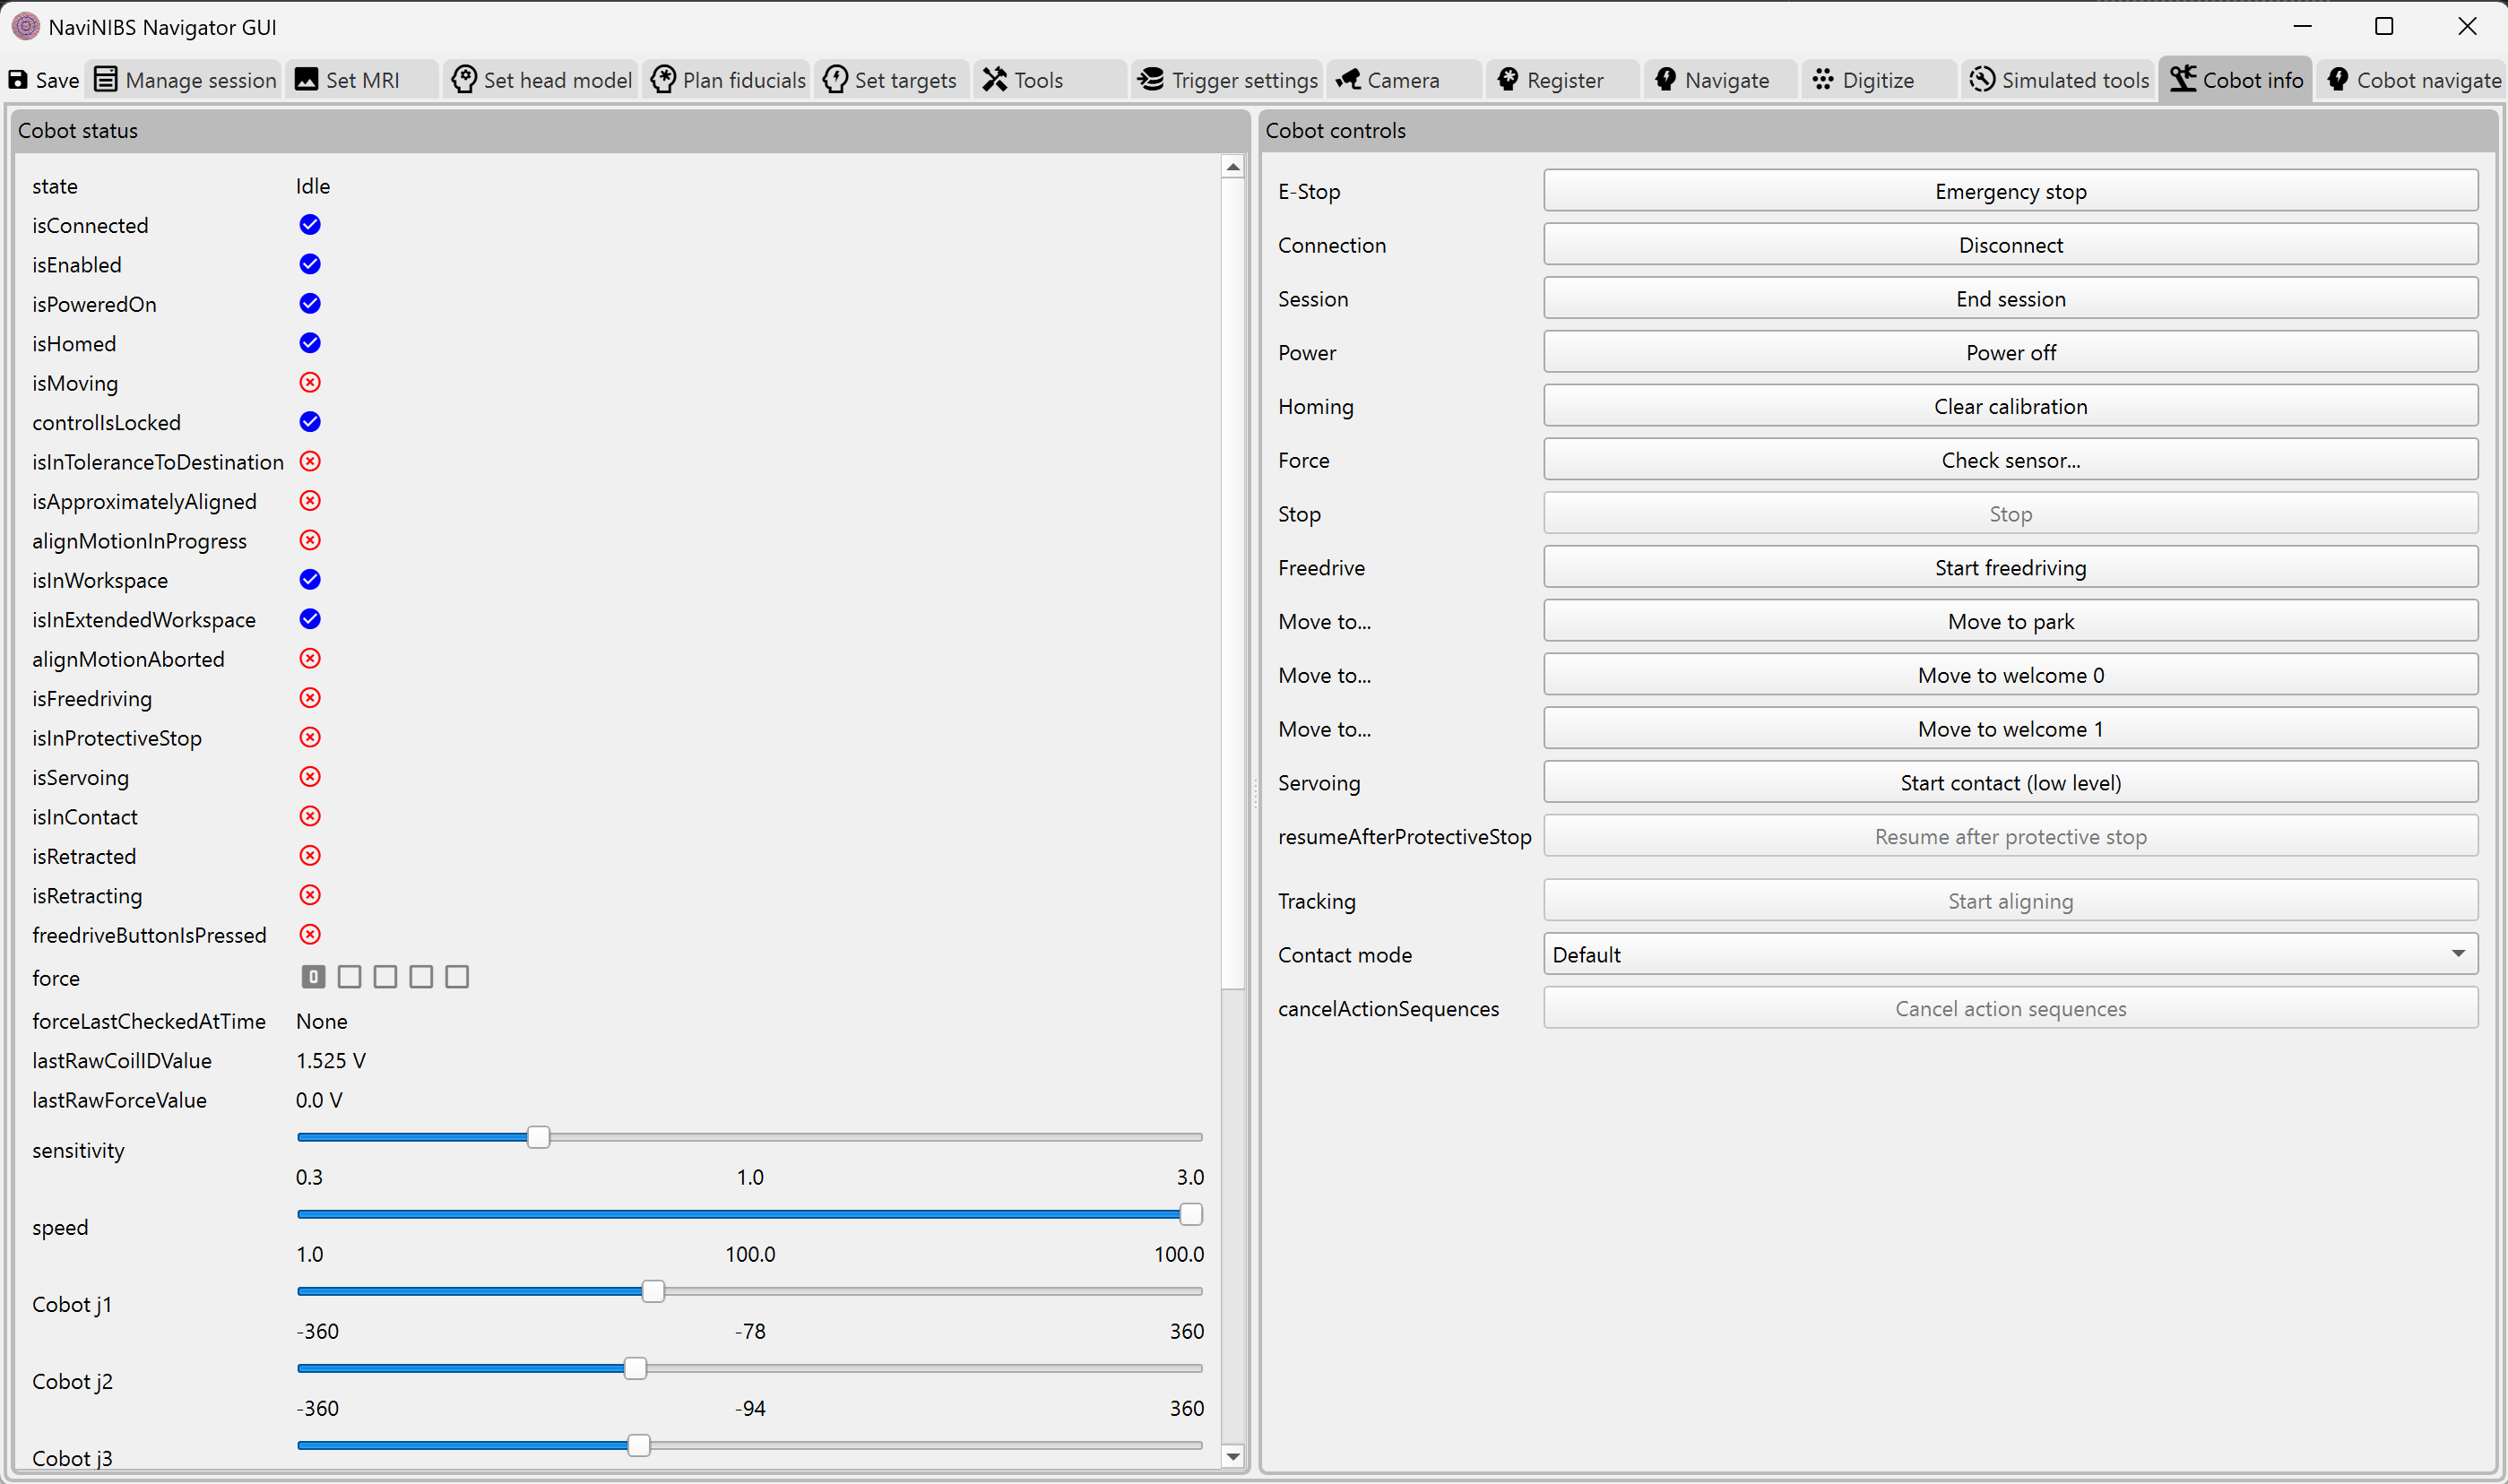 NaviNIBS Navigator GUI
Save Manage session Set MRI Set head model Plan fiducials Set targets Tools Trigger settings Camera Register Navigate Digitize Simulated tools Cobot info Cobot navigate
Cobot status
state Idle
isConnected
isEnabled
isPoweredOn
isHomed
isMoving
controlIsLocked
isInToleranceToDestination
isApproximatelyAligned
alignMotionInProgress
isInWorkspace
isInExtendedWorkspace
alignMotionAborted
isFreedriving
isInProtectiveStop
isServoing
isInContact
isRetracted
isRetracting
freedriveButtonIsPressed
force 0
forceLastCheckedAtTime None
lastRawCoilIDValue 1.525 V
lastRawForceValue 0.0 V
sensitivity
0.3 1.0 3.0
speed
1.0 100.0 100.0
Cobot j1
-360 -78 360
Cobot j2
-360 -94 360
Cobot j3
Cobot controls
E-Stop Emergency stop
Connection Disconnect
Session End session
Power Power off
Homing Clear calibration
Force Check sensor...
Stop Stop
Freedrive Start freedriving
Move to... Move to park
Move to... Move to welcome 0
Move to... Move to welcome 1
Servoing Start contact (low level)
resumeAfterProtectiveStop Resume after protective stop
Tracking Start aligning
Contact mode Default
cancelActionSequences Cancel action sequences